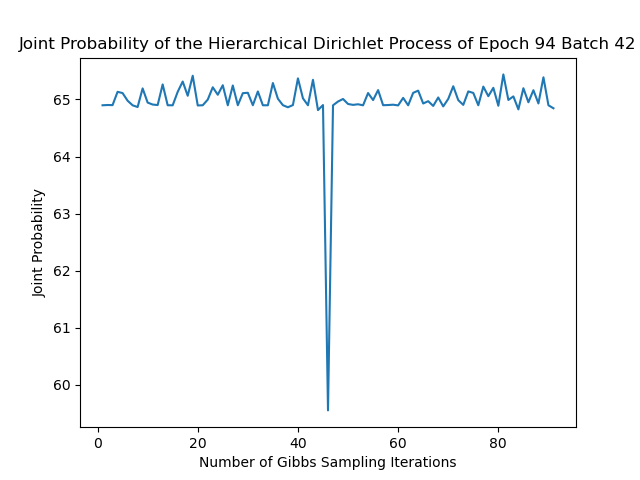 Joint Probability of the Hierarchical Dirichlet Process of Epoch 94 Batch 42
Joint Probability
65
64
63
62
61
60
0 20 40 60 80
Number of Gibbs Sampling Iterations